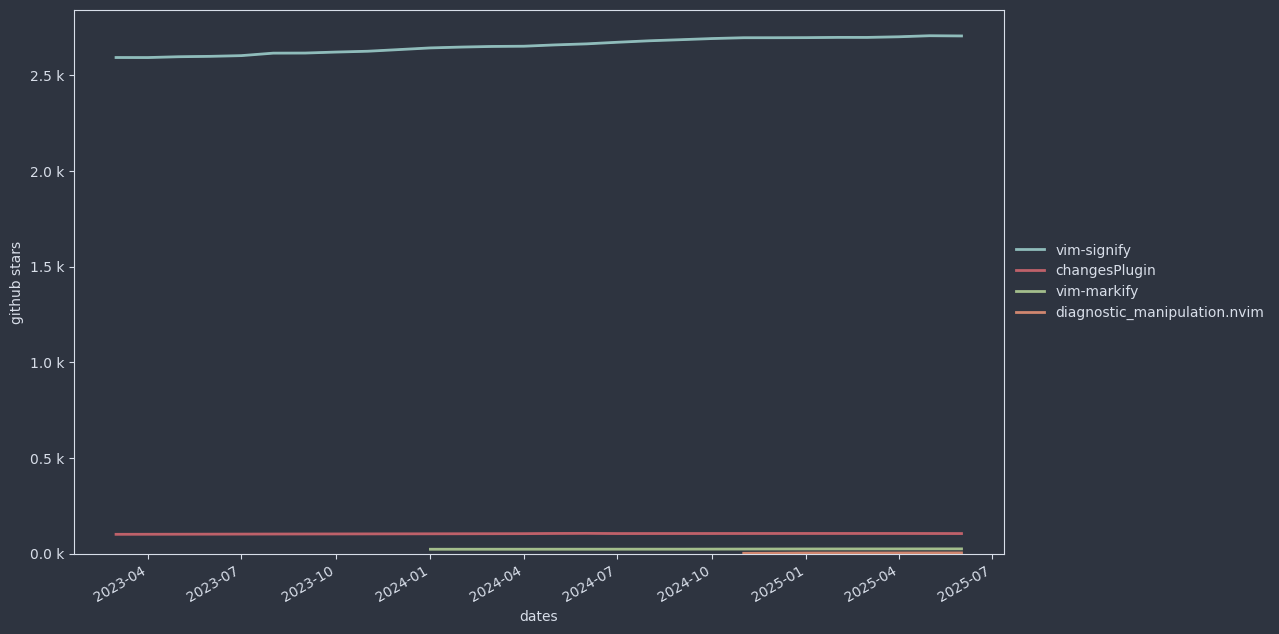 2.5 k
2.0 k
1.5 k
1.0 k
0.5 k
0.0 k
github stars
2023-04
2023-07
2023-10
2024-01
2024-04
2024-07
2024-10
2025-01
2025-04
2025-07
dates
vim-signify
changesPlugin
vim-markify
diagnostic_manipulation.nvim